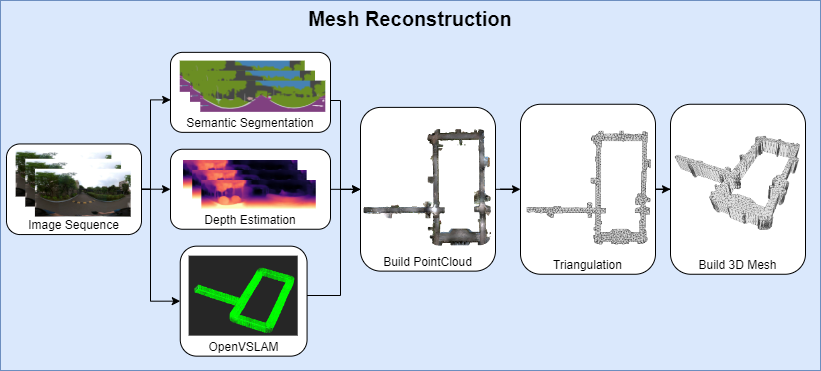 Mesh Reconstruction
Image Sequence
Semantic Segmentation
Depth Estimation
OpenVSLAM
Build PointCloud
Triangulation
Build 3D Mesh